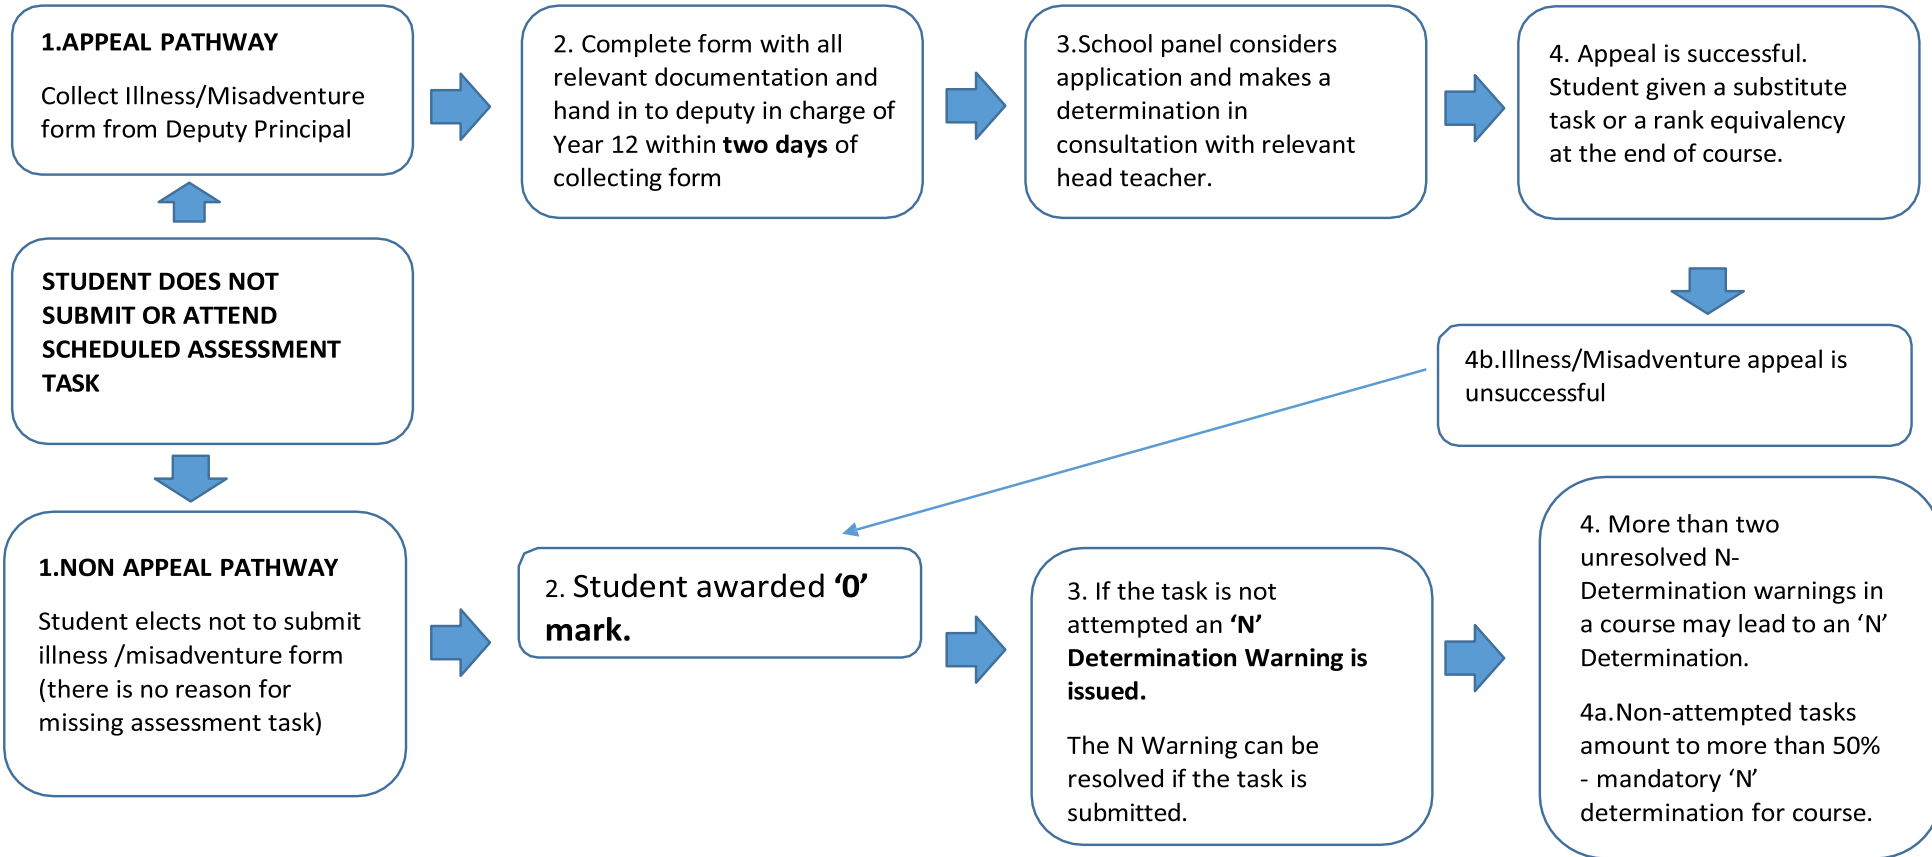 1.APPEAL PATHWAY
Collect Illness/Misadventure
form from Deputy Principal
2. Complete form with all
relevant documentation and
hand in to deputy in charge of
Year 12 within two days of
collecting form
3.School panel considers
application and makes a
determination in
consultation with relevant
head teacher.
4. Appeal is successful.
Student given a substitute
task or a rank equivalency
at the end of course.
STUDENT DOES NOT
SUBMIT OR ATTEND
SCHEDULED ASSESSMENT
TASK
4b.Illness/Misadventure appeal is
unsuccessful
1.NON APPEAL PATHWAY
Student elects not to submit
illness /misadventure form
(there is no reason for
missing assessment task)
2. Student awarded ‘0’
mark.
3. If the task is not
attempted an ‘N’
Determination Warning is
issued.
The N Warning can be
resolved if the task is
submitted.
4. More than two
unresolved N-
Determination warnings in
a course may lead to an ‘N’
Determination.
4a.Non-attempted tasks
amount to more than 50%
- mandatory ‘N’
determination for course.